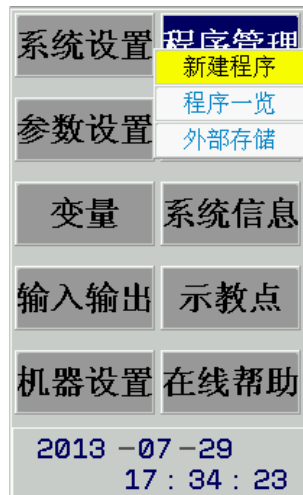 系统设置 程序管理
新建程序
程序一览
参数设置
外部存储
变量 系统信息
输入输出 示教点
机器设置 在线帮助
2013 -07-29
17 : 34 : 23